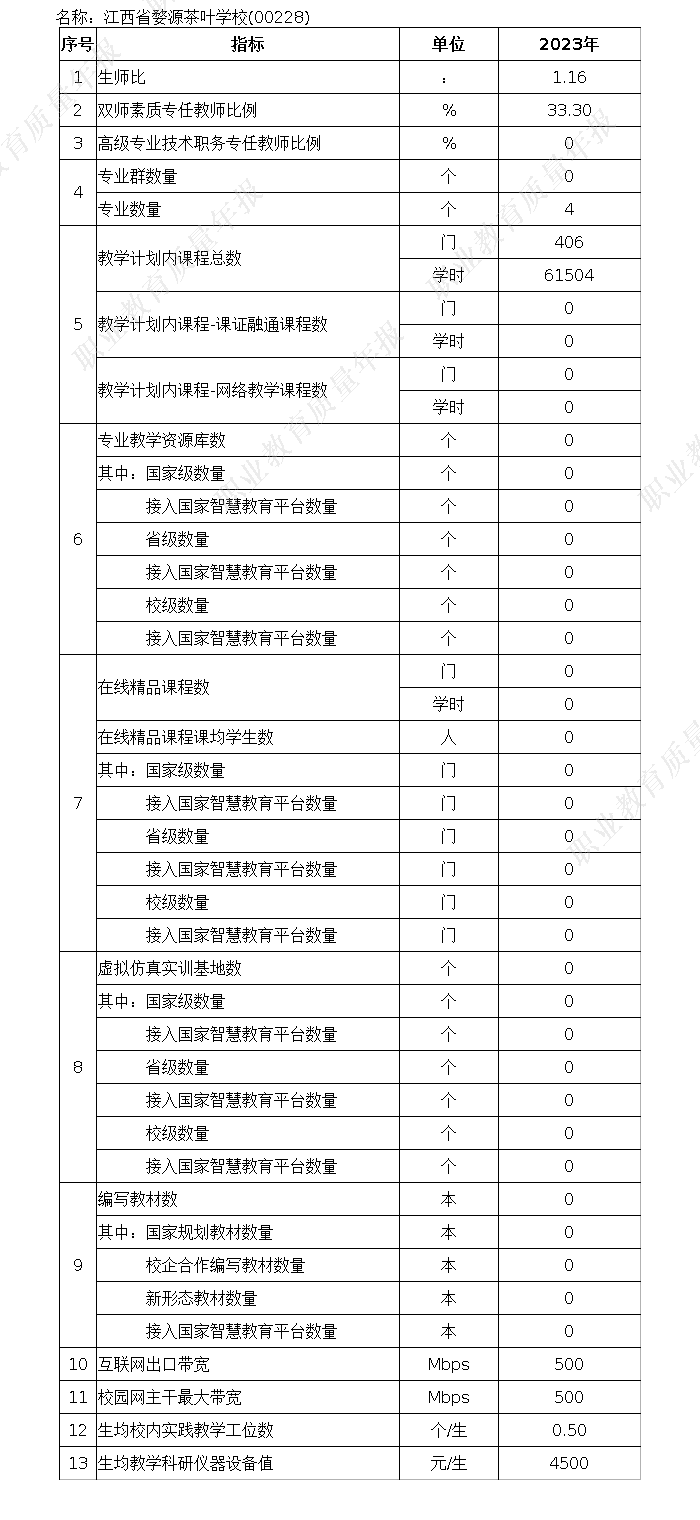 名称：江西省婺源茶叶学校(00228)
序号 指标 单位 2023年
1 生师比 ： 1.16
2 双师素质专任教师比例 % 33.30
3 高级专业技术职务专任教师比例 % 0
4 专业群数量 个 0
专业数量 个 4
5 教学计划内课程总数 门 406
学时 61504
教学计划内课程-课证融通课程数 门 0
学时 0
教学计划内课程-网络教学课程数 门 0
学时 0
6 专业教学资源库数 个 0
其中：国家级数量 个 0
接入国家智慧教育平台数量 个 0
省级数量 个 0
接入国家智慧教育平台数量 个 0
校级数量 个 0
接入国家智慧教育平台数量 个 0
7 在线精品课程数 门 0
学时 0
在线精品课程课均学生数 人 0
其中：国家级数量 门 0
接入国家智慧教育平台数量 门 0
省级数量 门 0
接入国家智慧教育平台数量 门 0
校级数量 门 0
接入国家智慧教育平台数量 门 0
8 虚拟仿真实训基地数 个 0
其中：国家级数量 个 0
接入国家智慧教育平台数量 个 0
省级数量 个 0
接入国家智慧教育平台数量 个 0
校级数量 个 0
接入国家智慧教育平台数量 个 0
9 编写教材数 本 0
其中：国家规划教材数量 本 0
校企合作编写教材数量 本 0
新形态教材数量 本 0
接入国家智慧教育平台数量 本 0
10 互联网出口带宽 Mbps 500
11 校园网主干最大带宽 Mbps 500
12 生均校内实践教学工位数 个/生 0.50
13 生均教学科研仪器设备值 元/生 4500
职业教育质量年报
职业教育质量年报
职业教育质量年报